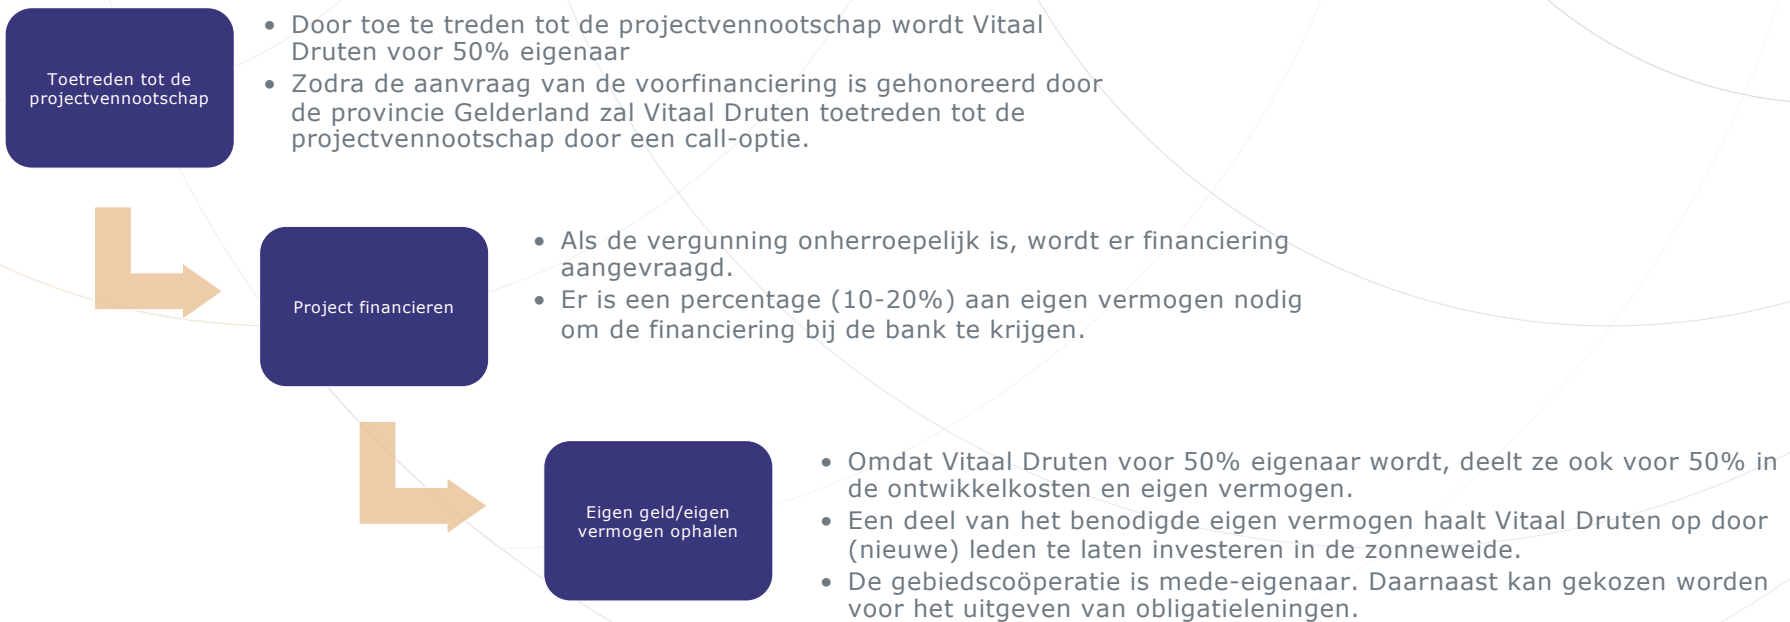 Toetreden tot de
projectvennootschap
• Door toe te treden tot de projectvennootschap wordt Vitaal
Druten voor 50% eigenaar
• Zodra de aanvraag van de voorfinanciering is gehonoreerd door
de provincie Gelderland zal Vitaal Druten toetreden tot de
projectvennootschap door een call-optie.
Project financieren
• Als de vergunning onherroepelijk is, wordt er financiering
aangevraagd.
• Er is een percentage (10-20%) aan eigen vermogen nodig
om de financiering bij de bank te krijgen.
Eigen geld/eigen
vermogen ophalen
• Omdat Vitaal Druten voor 50% eigenaar wordt, deelt ze ook voor 50% in
de ontwikkelkosten en eigen vermogen.
• Een deel van het benodigde eigen vermogen haalt Vitaal Druten op door
(nieuwe) leden te laten investeren in de zonneweide.
• De gebiedscoöperatie is mede-eigenaar. Daarnaast kan gekozen worden
voor het uitgeven van obligatieleningen.